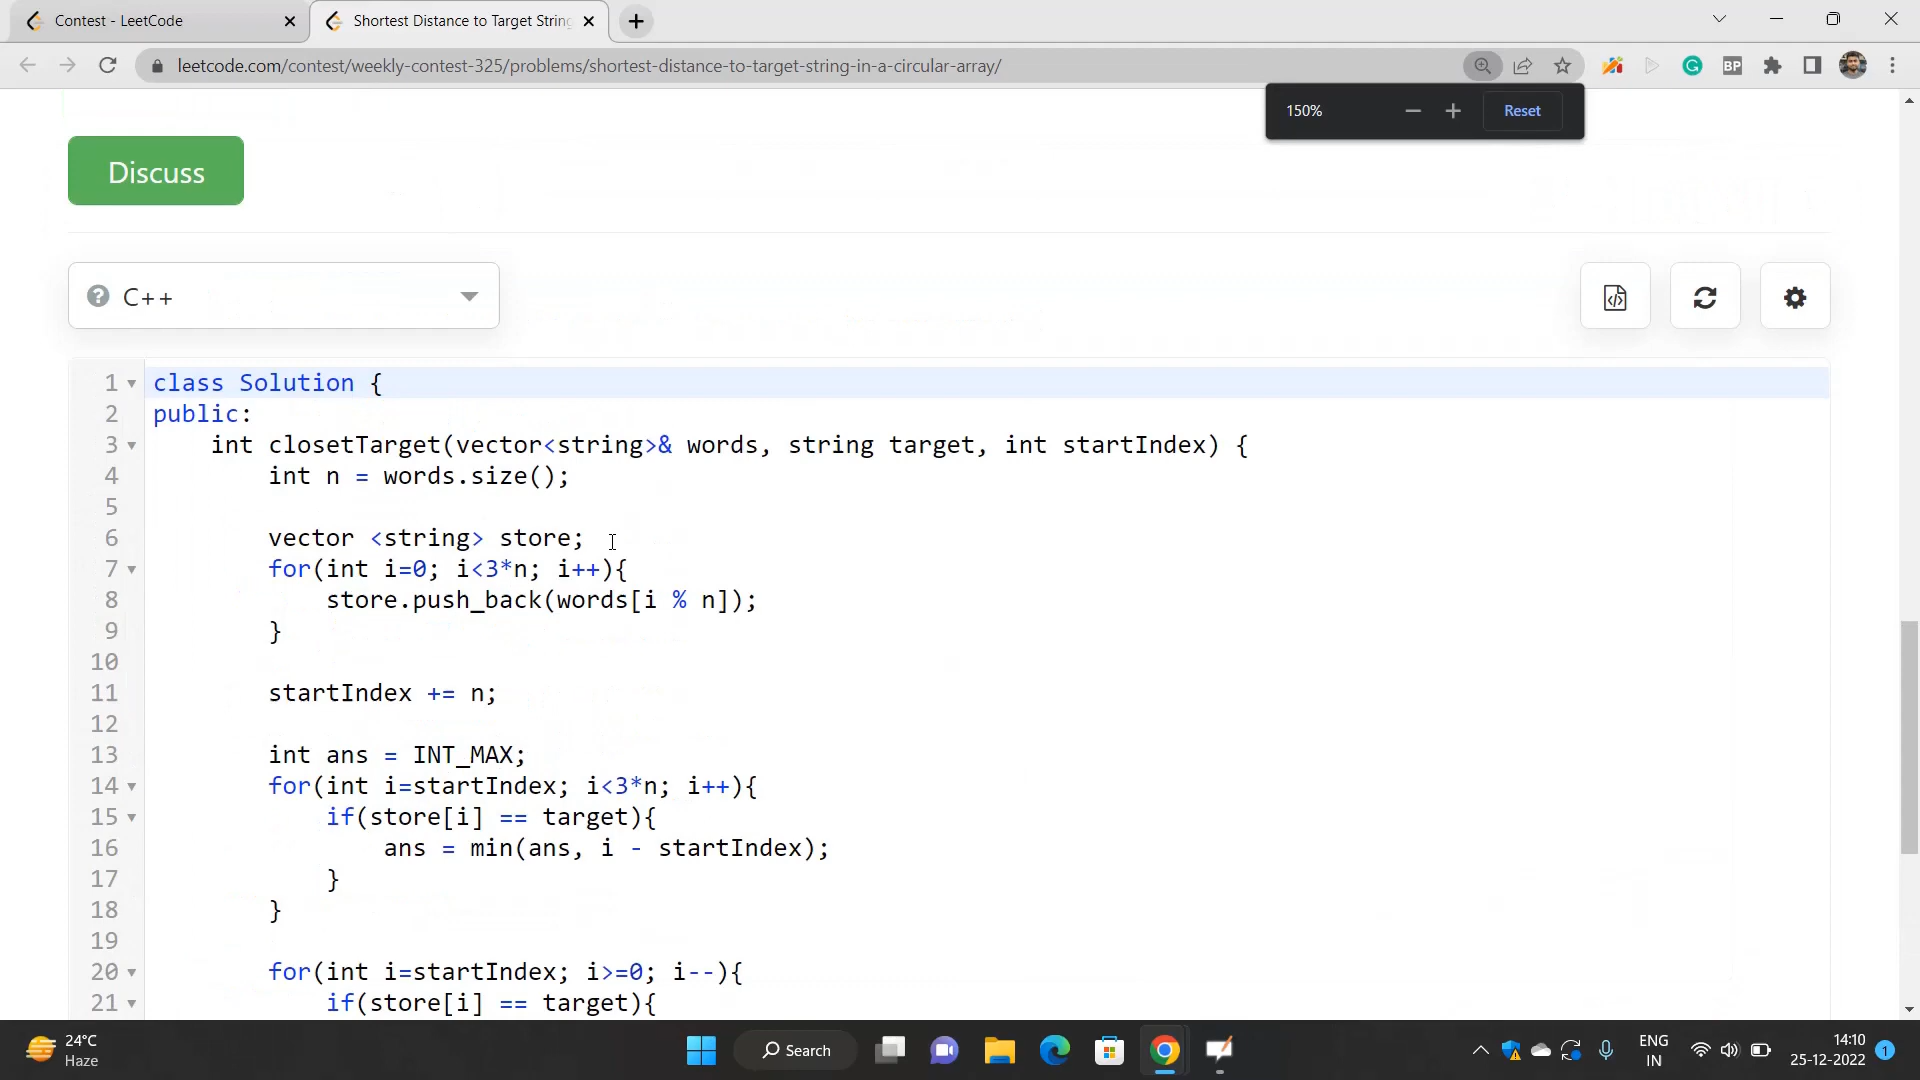 Contest - LeetCode
Shortest Distance to Target String
leetcode.com/contest/weekly-contest-325/problems/shortest-distance-to-target-string-in-a-circular-array/
BP
150%
Reset
Discuss
C++
1 class Solution {
2 public:
3 int closetTarget(vector<string>& words, string target, int startIndex) {
4 int n = words.size();
5
6 vector <string> store;
7 for(int i=0; i<3*n; i++){
8 store.push_back(words[i % n]);
9 }
10
11 startIndex += n;
12
13 int ans = INT_MAX;
14 for(int i=startIndex; i<3*n; i++){
15 if(store[i] == target){
16 ans = min(ans, i - startIndex);
17 }
18 }
19
20 for(int i=startIndex; i>=0; i--){
21 if(store[i] == target){
24°C
Haze
Search
ENG
IN
14:10
25-12-2022
1